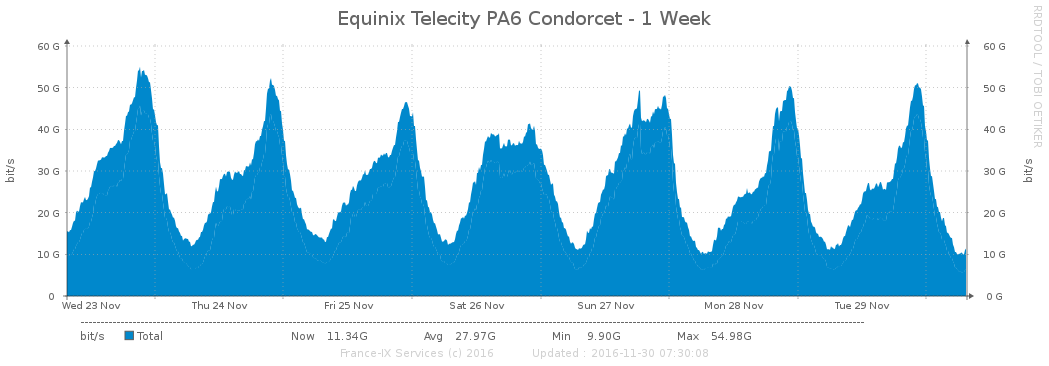 Equinix Telecity PA6 Condorcet - 1 Week
RRDTOOL / TOBI OETIKER
bit/s
60 G 60 G
50 G 50 G
40 G 40 G
30 G 30 G
20 G 20 G
10 G 10 G
0 0 G
bit/s
Wed 23 Nov Thu 24 Nov Fri 25 Nov Sat 26 Nov Sun 27 Nov Mon 28 Nov Tue 29 Nov
bit/s Total Now 11.34G Avg 27.97G Min 9.90G Max 54.98G
France-IX Services (c) 2016 Updated : 2016-11-30 07:30:08